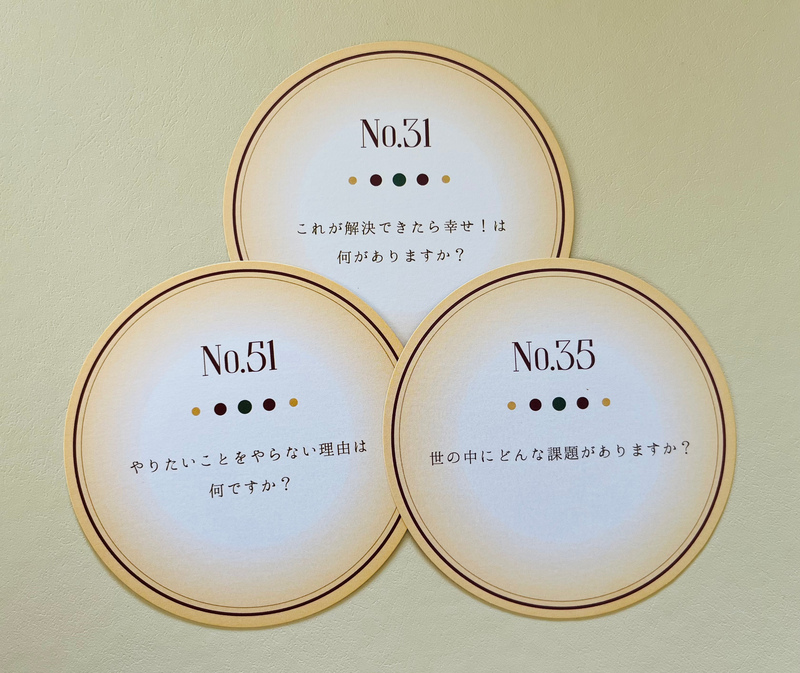 No.31
これが解決できたら幸せ！は
何がありますか？
No.51
やりたいことをやらない理由は
何ですか？
No.35
世の中にどんな課題がありますか？